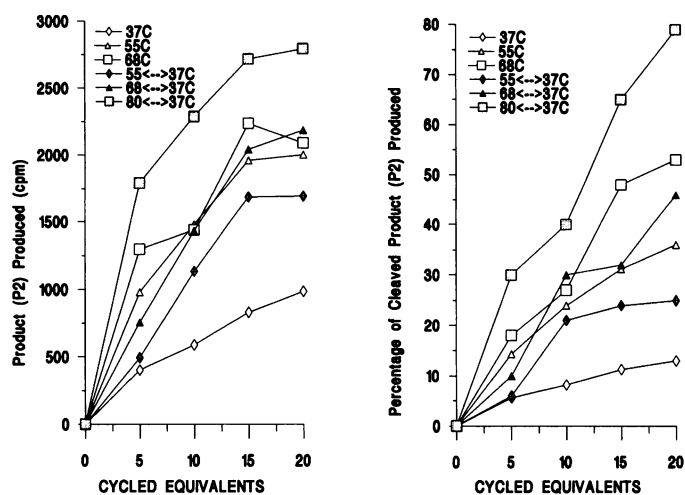 3000
2500
2000
1500
1000
500
0
Product (P2) Produced (cpm)
37C
55C
68C
55<-->37C
68<-->37C
80<-->37C
0 5 10 15 20
CYCLED EQUIVALENTS
80
70
60
50
40
30
20
10
0
Percentage of Cleaved Product (P2) Produced
37C
55C
68C
55<-->37C
68<-->37C
80<-->37C
0 5 10 15 20
CYCLED EQUIVALENTS